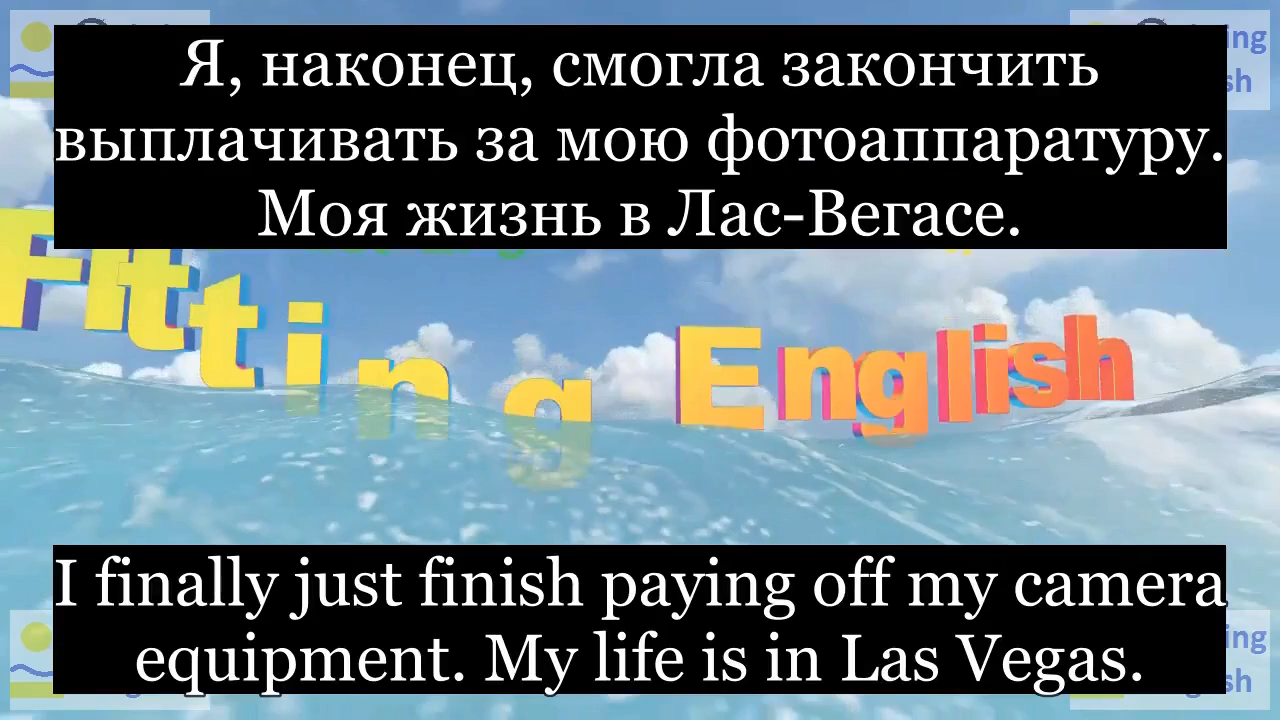 Я, наконец, смогла закончить
выплачивать за мою фотоаппаратуру.
Моя жизнь в Лас-Вегасе.
Fitting English
I finally just finish paying off my camera
equipment. My life is in Las Vegas.